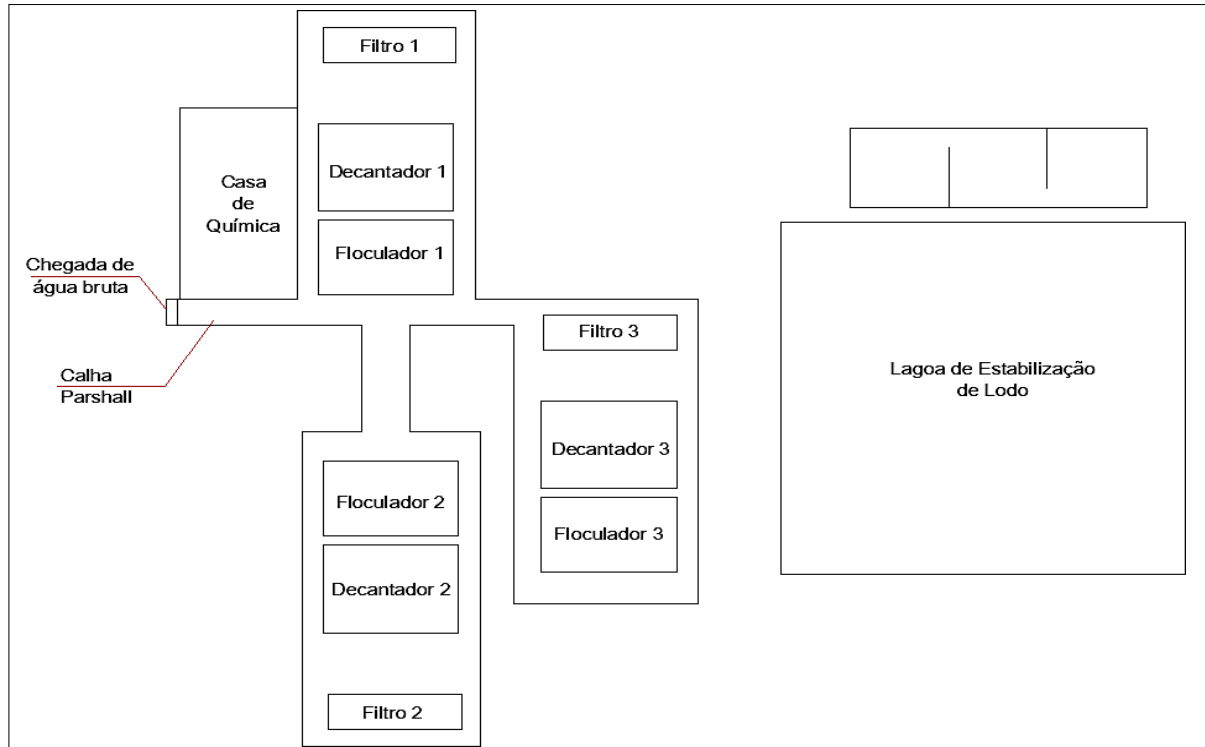 Filtro 1
Decantador 1
Floculador 1
Casa
de
Química
Chegada de
água bruta
Calha
Parshall
Filtro 3
Decantador 3
Floculador 3
Floculador 2
Decantador 2
Filtro 2
Lagoa de Estabilização
de Lodo